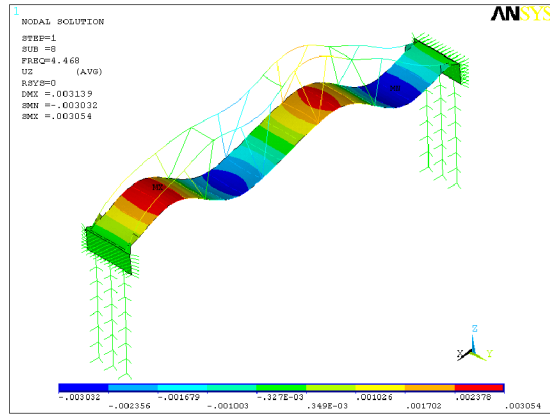 1
ANSYS
NODAL SOLUTION
STEP=1
SUB =8
FREQ=4.468
UZ (AVG)
RSYS=0
DMX =.003139
SMN =-.003032
SMX =.003054
MX
MN
Z
X Y
-.003032 -.001679 -.327E-03 .001026 .002378
-.002356 -.001003 .349E-03 .001702 .003054